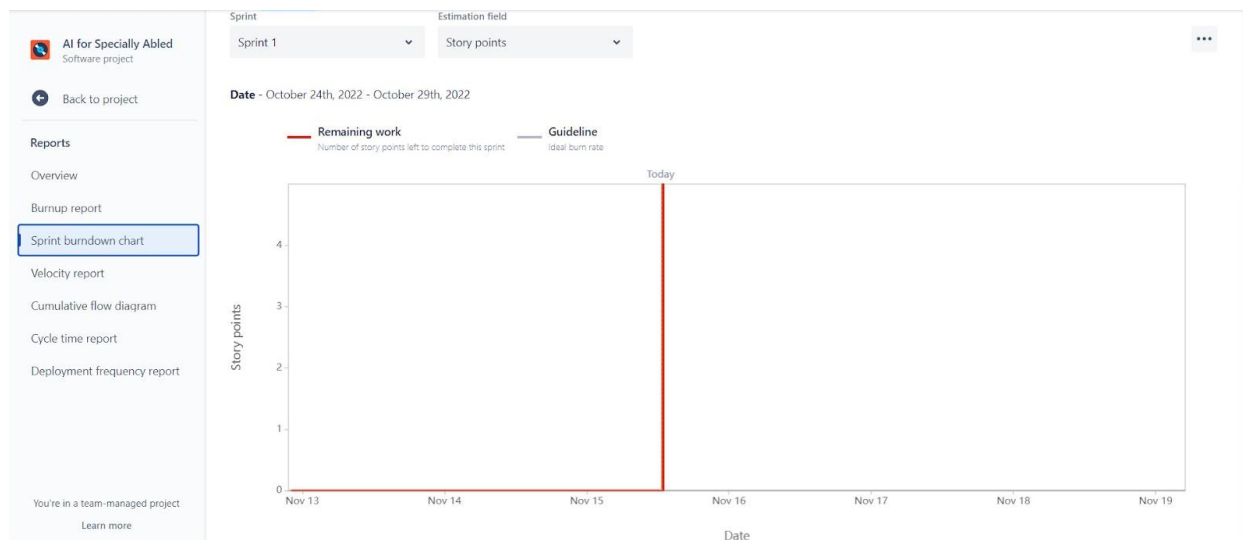 Sprint
Estimation field
Sprint 1
Story points
AI for Specially Abled
Software project
Back to project
Reports
Overview
Burnup report
Sprint burndown chart
Velocity report
Cumulative flow diagram
Cycle time report
Deployment frequency report
You're in a team-managed project
Learn more
Date - October 24th, 2022 - October 29th, 2022
Remaining work
Number of story points left to complete this sprint
Guideline
Ideal burn rate
Today
Story points
4
3
2
1
0
Nov 13 Nov 14 Nov 15 Nov 16 Nov 17 Nov 18 Nov 19
Date